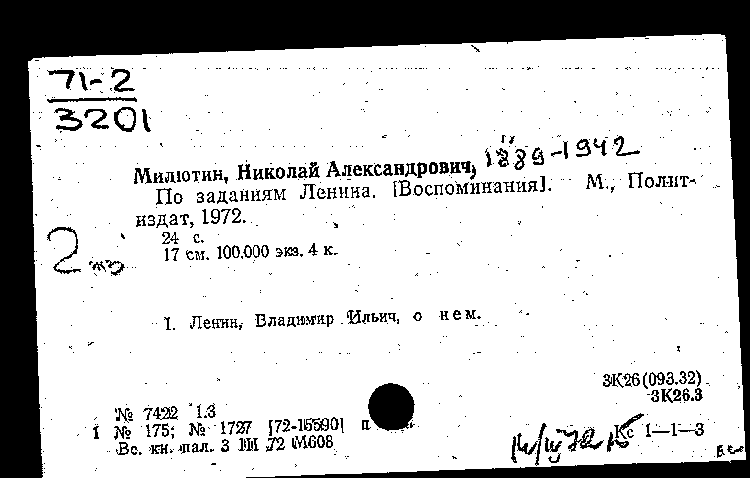 71-2
3201
Милютин, Николай Александрович, 1889-1942
По заданиям Ленина. [Воспоминания]. М., Полит-
издат, 1972.
24 с.
17 см. 100.000 экз. 4 к.
2 экз
1. Ленин, Владимир Ильич, о нем.
3К26(093.32)
3К26.3
№ 7422 1.3
1 № 175; № 1727 [72-15590] п
Вс. кн. пал. 3 III 72 М608
Кс 1—1—3